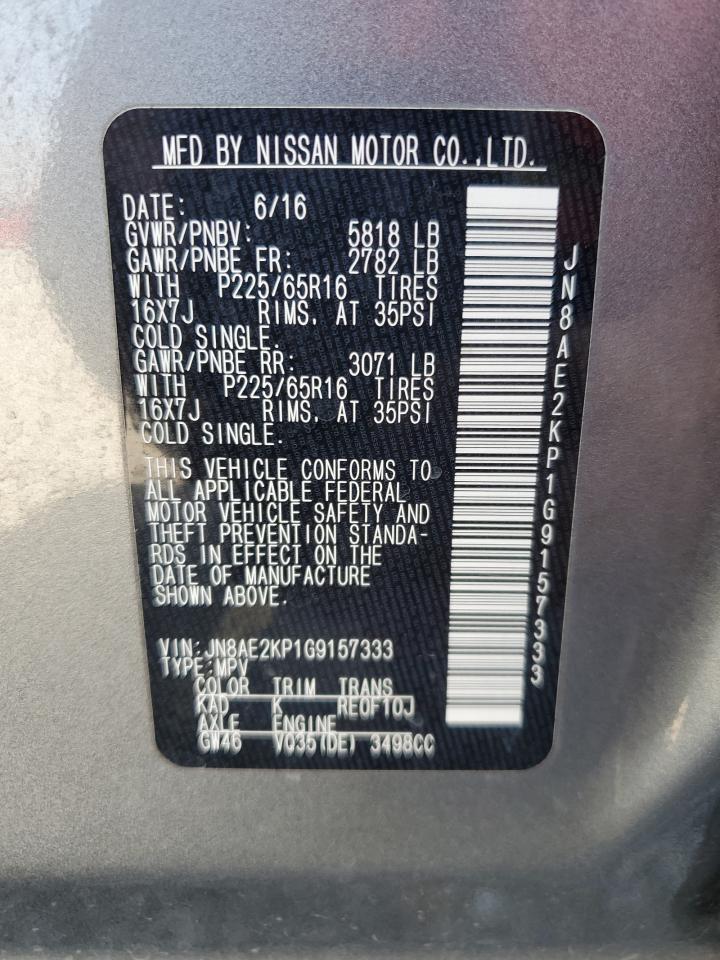 MFD BY NISSAN MOTOR CO.,LTD.
DATE: 6/16
GVWR/PNBV: 5818 LB
GAWR/PNBE FR: 2782 LB
WITH P225/65R16 TIRES
16X7J RIMS. AT 35PSI
COLD SINGLE.
GAWR/PNBE RR: 3071 LB
WITH P225/65R16 TIRES
16X7J RIMS. AT 35PSI
COLD SINGLE.
THIS VEHICLE CONFORMS TO
ALL APPLICABLE FEDERAL
MOTOR VEHICLE SAFETY AND
THEFT PREVENTION STANDA-
RDS IN EFFECT ON THE
DATE OF MANUFACTURE
SHOWN ABOVE.
VIN:JN8AE2KP1G9157333
TYPE:MPV
COLOR TRIM TRANS
KAD K RE0F10J
AXLE ENGINE
GW46 VQ35(DE) 3498CC
JN8AE2KP1G9157333